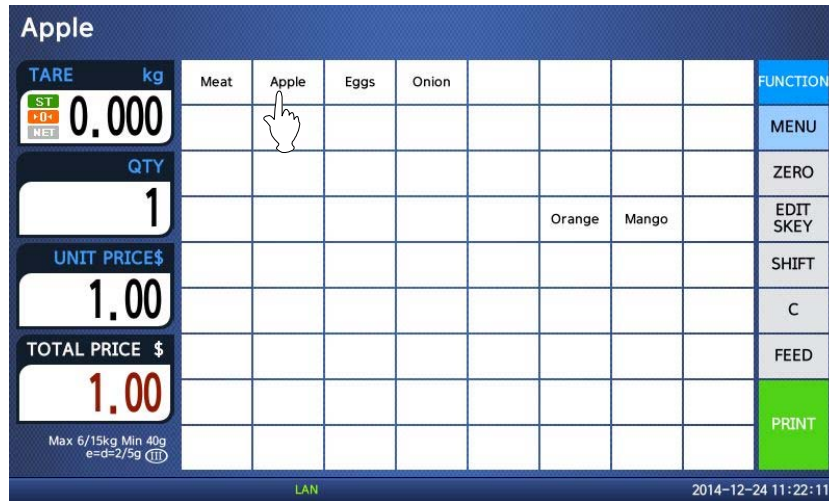 Apple
TARE kg
ST
▸0◂
NET
0.000
QTY
1
UNIT PRICE$
1.00
TOTAL PRICE $
1.00
Max 6/15kg Min 40g
e=d=2/5g III
Meat Apple Eggs Onion
Orange Mango
FUNCTION
MENU
ZERO
EDIT
SKEY
SHIFT
C
FEED
PRINT
LAN
2014-12-24 11:22:11